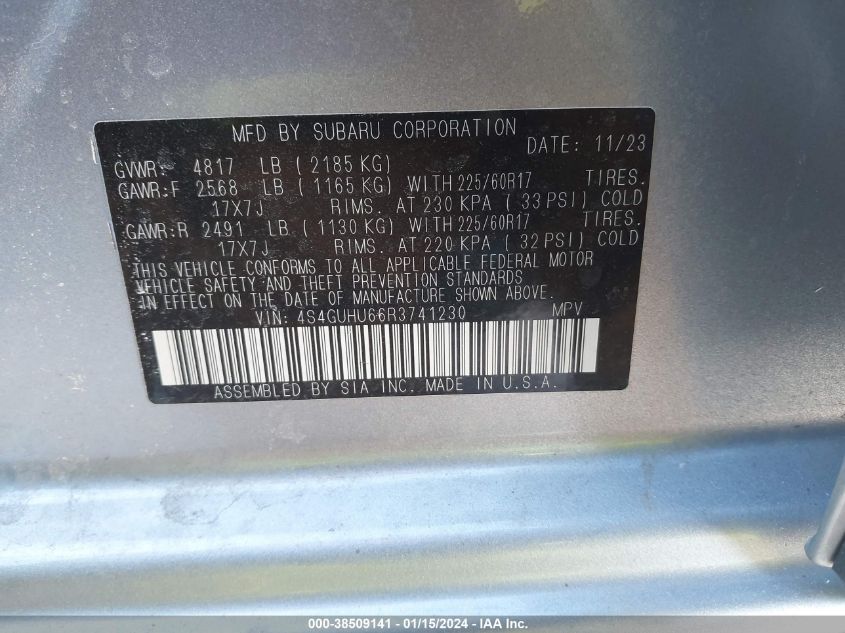 MFD BY SUBARU CORPORATION DATE: 11/23
GVWR: 4817 LB ( 2185 KG)
GAWR:F 2568 LB ( 1165 KG) WITH 225/60R17 TIRES.
17X7J RIMS. AT 230 KPA ( 33 PSI) COLD
GAWR:R 2491 LB. ( 1130 KG) WITH 225/60R17 TIRES.
17X7J RIMS. AT 220 KPA ( 32 PSI) COLD
THIS VEHICLE CONFORMS TO ALL APPLICABLE FEDERAL MOTOR
VEHICLE SAFETY AND THEFT PREVENTION STANDARDS
IN EFFECT ON THE DATE OF MANUFACTURE SHOWN ABOVE.
VIN: 4S4GUHU66R3741230 MPV
ASSEMBLED BY SIA INC. MADE IN U.S.A.
000-38509141 - 01/15/2024 - IAA Inc.